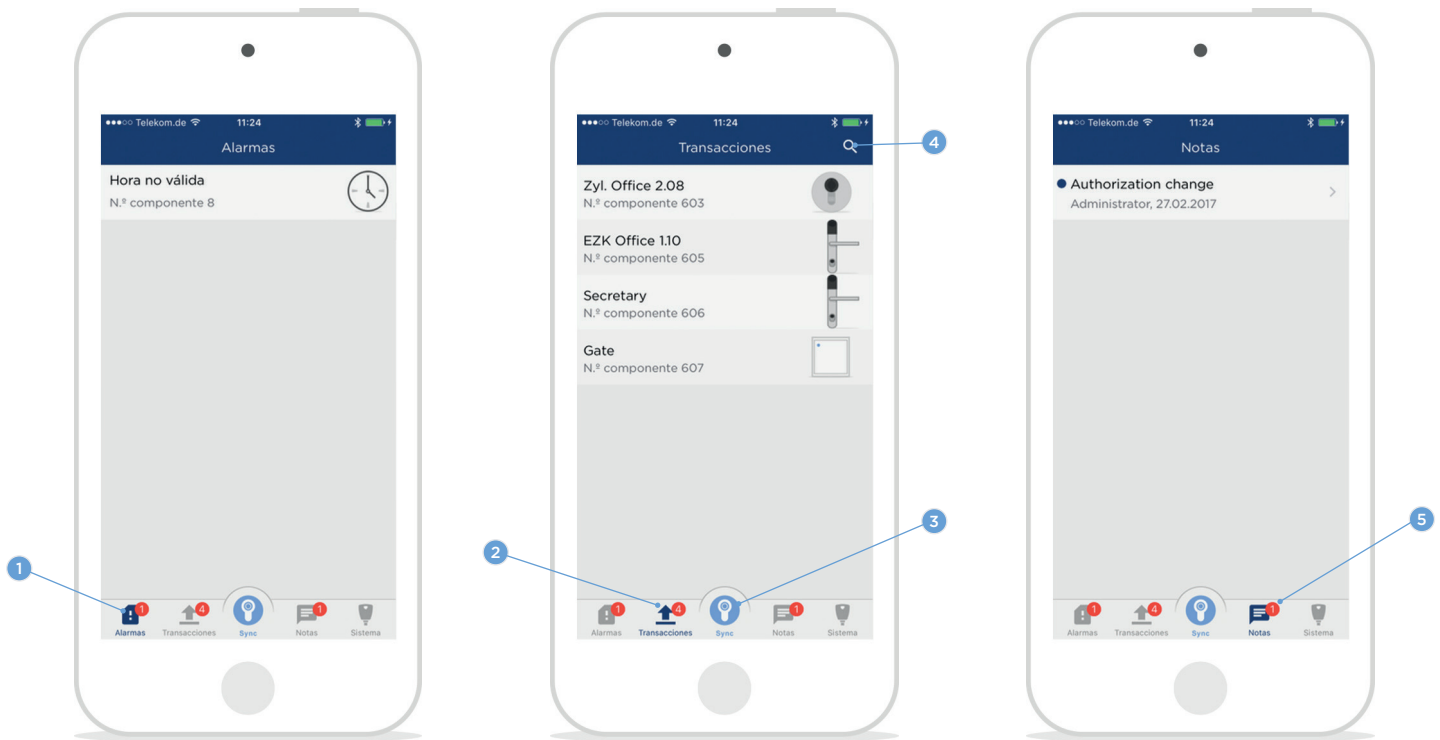 Telekom.de 11:24
Alarmas
Hora no válida
N.º componente 8
1
1 4 1
Alarmas Transacciones Sync Notas Sistema
Telekom.de 11:24
Transacciones
4
Zyl. Office 2.08
N.º componente 603
EZK Office 1.10
N.º componente 605
Secretary
N.º componente 606
Gate
N.º componente 607
3
2
1 4 1
Alarmas Transacciones Sync Notas Sistema
Telekom.de 11:24
Notas
Authorization change
Administrator, 27.02.2017
5
1 4 1
Alarmas Transacciones Sync Notas Sistema